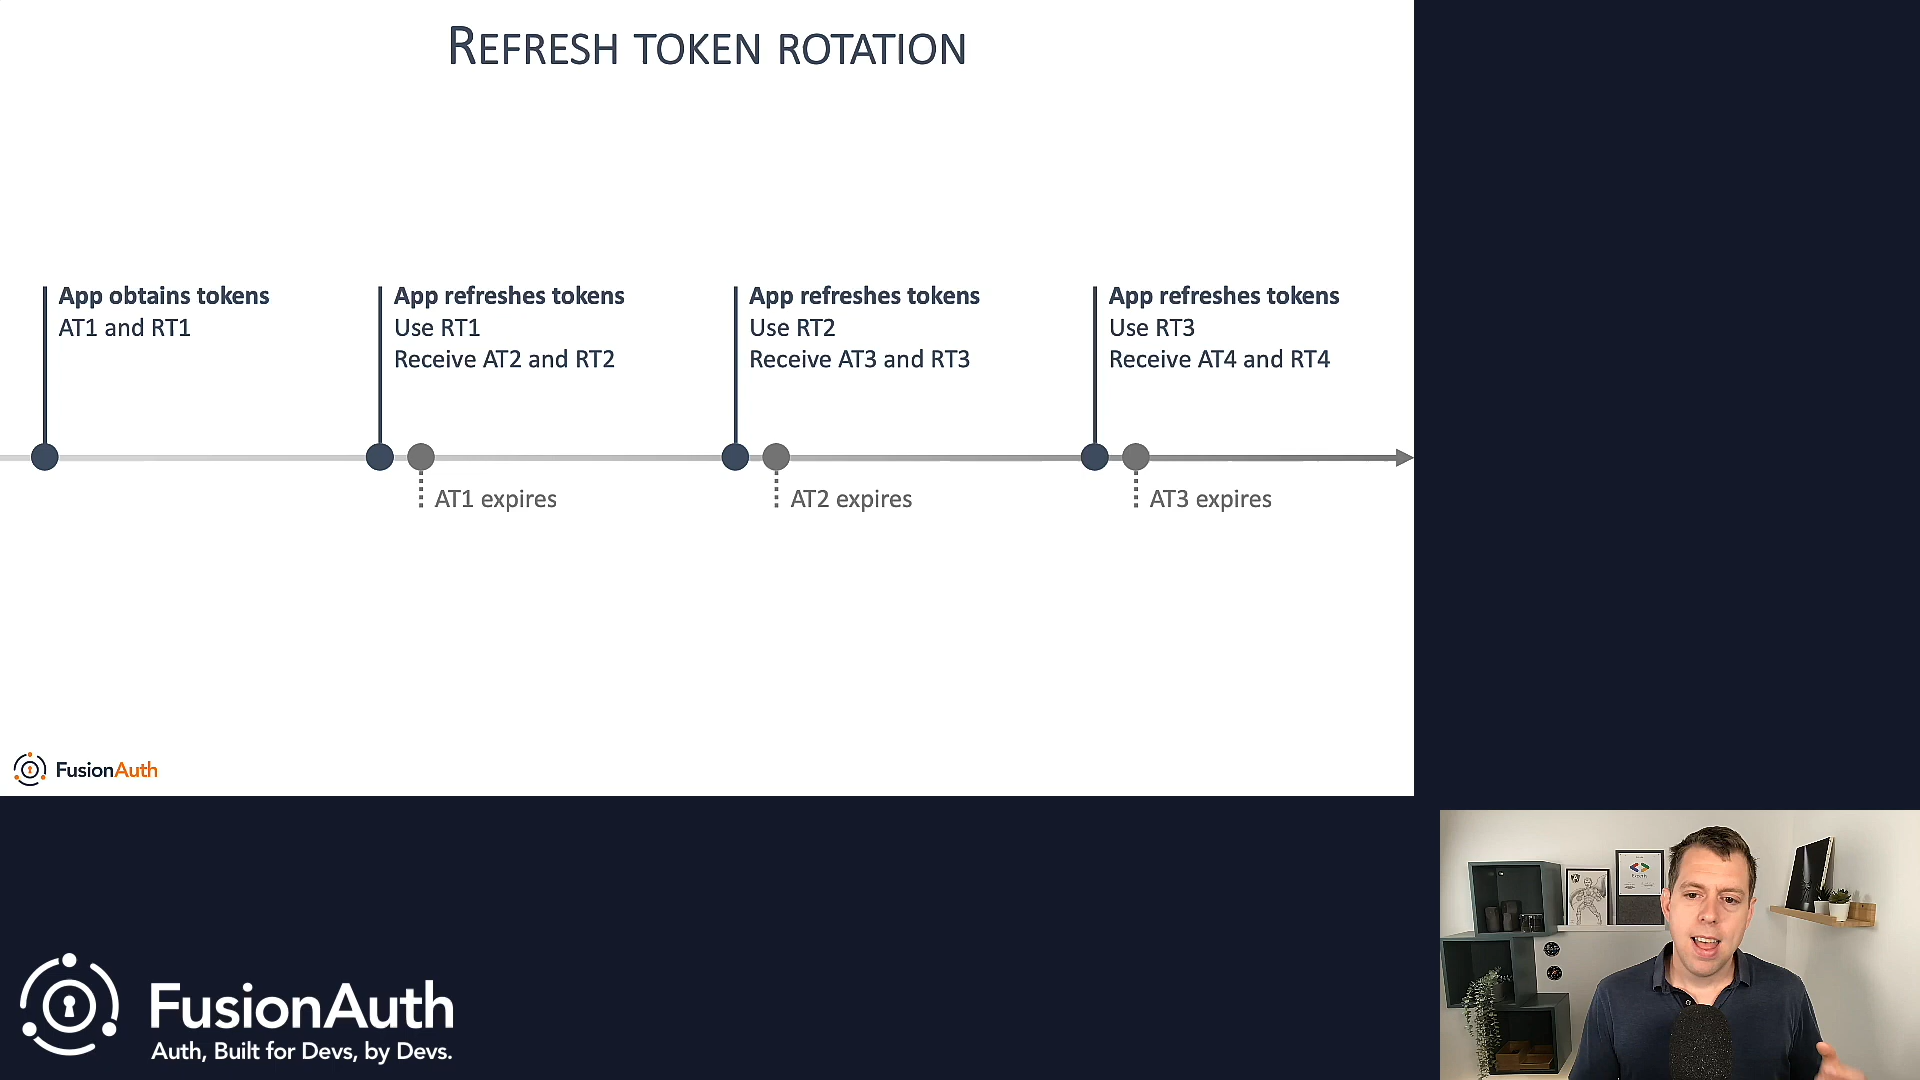 REFRESH TOKEN ROTATION
App obtains tokens
AT1 and RT1
App refreshes tokens
Use RT1
Receive AT2 and RT2
App refreshes tokens
Use RT2
Receive AT3 and RT3
App refreshes tokens
Use RT3
Receive AT4 and RT4
AT1 expires
AT2 expires
AT3 expires
FusionAuth
FusionAuth
Auth, Built for Devs, by Devs.